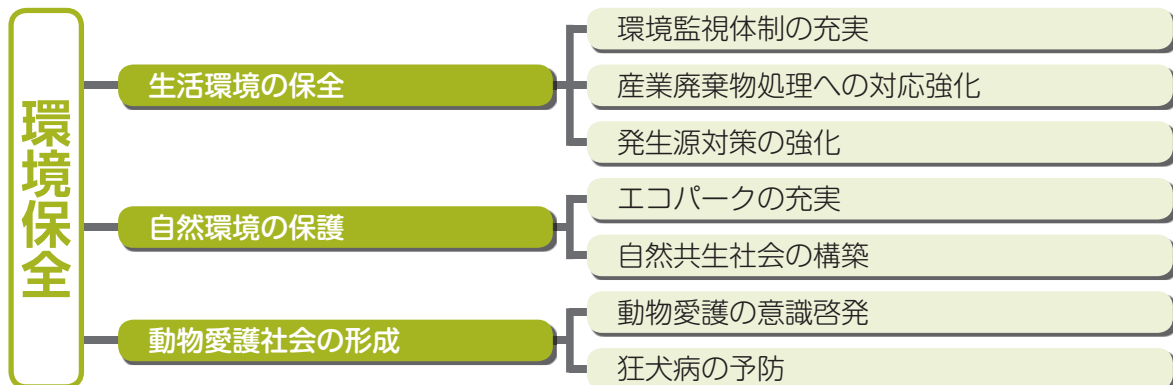 環境保全
生活環境の保全
環境監視体制の充実
産業廃棄物処理への対応強化
発生源対策の強化
自然環境の保護
エコパークの充実
自然共生社会の構築
動物愛護社会の形成
動物愛護の意識啓発
狂犬病の予防